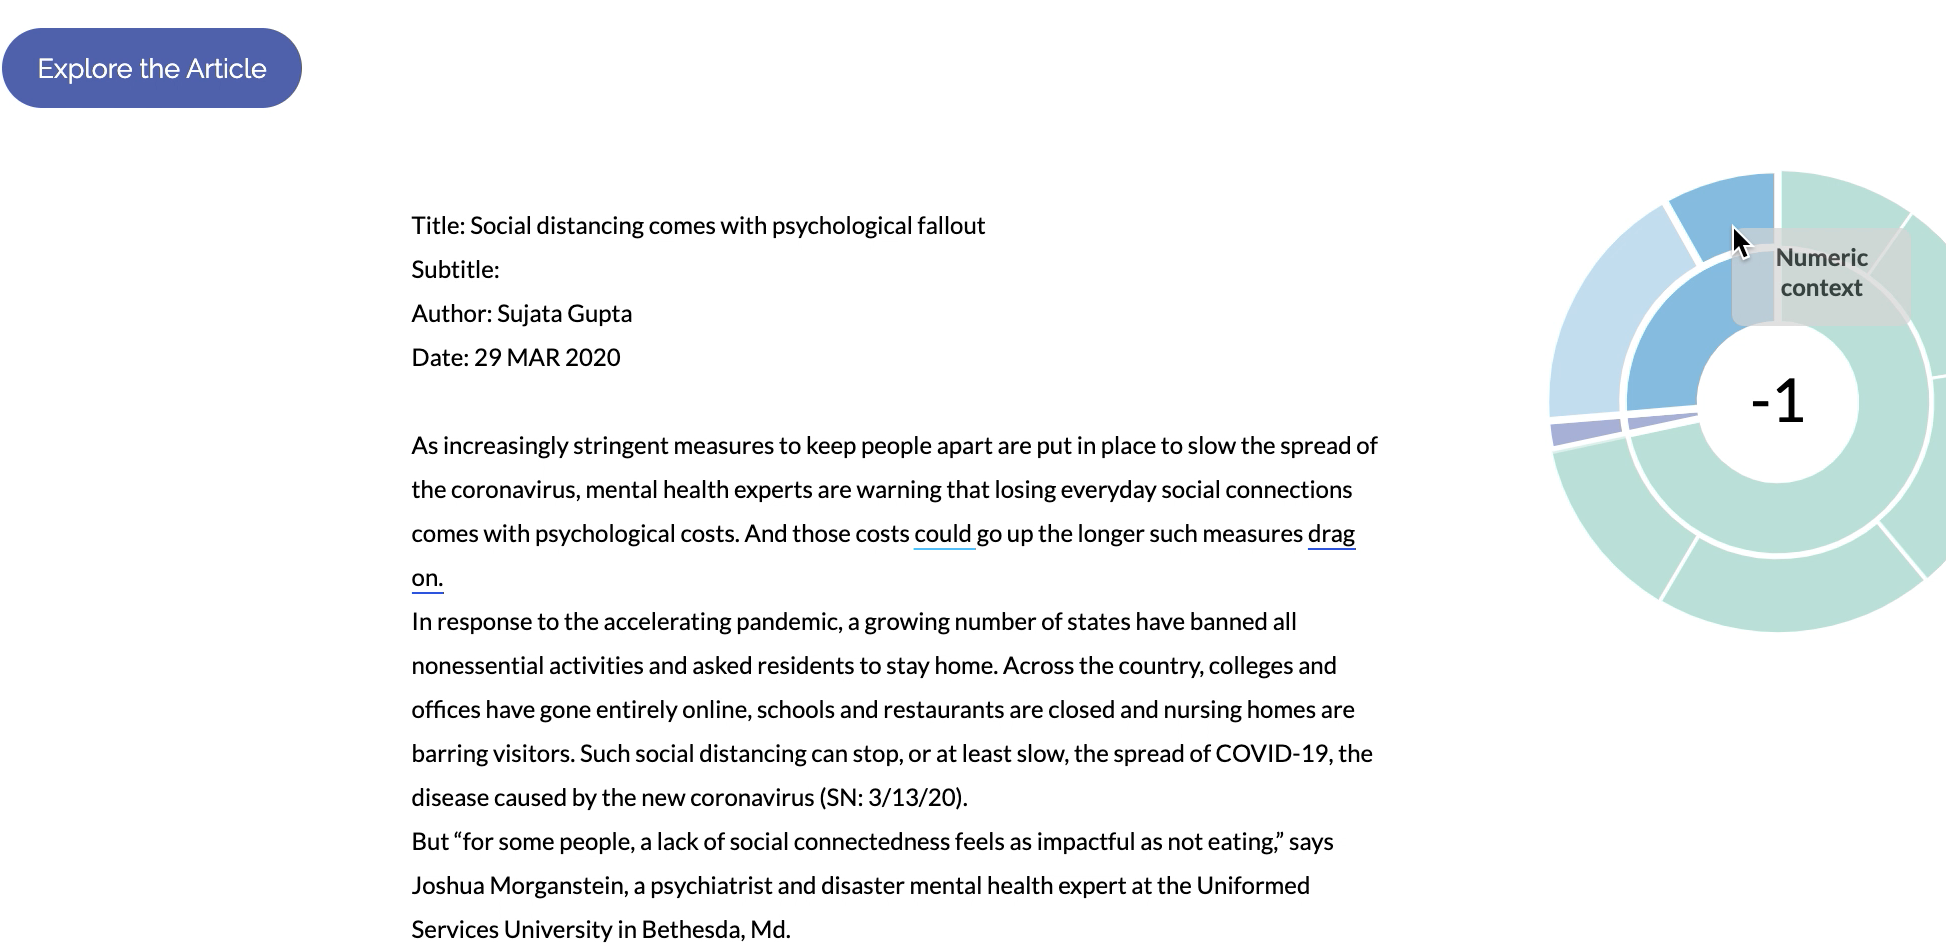 Explore the Article
Title: Social distancing comes with psychological fallout
Subtitle:
Author: Sujata Gupta
Date: 29 MAR 2020
As increasingly stringent measures to keep people apart are put in place to slow the spread of
the coronavirus, mental health experts are warning that losing everyday social connections
comes with psychological costs. And those costs could go up the longer such measures drag
on.
In response to the accelerating pandemic, a growing number of states have banned all
nonessential activities and asked residents to stay home. Across the country, colleges and
offices have gone entirely online, schools and restaurants are closed and nursing homes are
barring visitors. Such social distancing can stop, or at least slow, the spread of COVID-19, the
disease caused by the new coronavirus (SN: 3/13/20).
But “for some people, a lack of social connectedness feels as impactful as not eating,” says
Joshua Morganstein, a psychiatrist and disaster mental health expert at the Uniformed
Services University in Bethesda, Md.
Numeric
context
-1